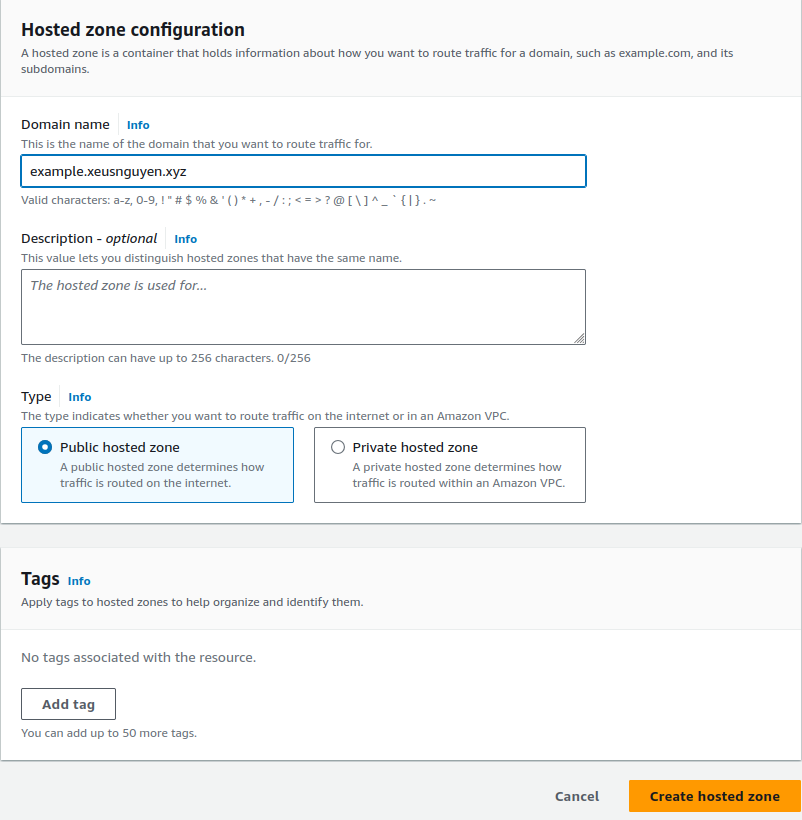 Hosted zone configuration
A hosted zone is a container that holds information about how you want to route traffic for a domain, such as example.com, and its
subdomains.
Domain name Info
This is the name of the domain that you want to route traffic for.
example.xeusnguyen.xyz
Valid characters: a-z, 0-9, ! " # $ % & ' ( ) * + , - / : ; < = > ? @ [ \ ] ^ _ ` { | } . ~
Description - optional Info
This value lets you distinguish hosted zones that have the same name.
The hosted zone is used for...
The description can have up to 256 characters. 0/256
Type Info
The type indicates whether you want to route traffic on the internet or in an Amazon VPC.
Public hosted zone
A public hosted zone determines how
traffic is routed on the internet.
Private hosted zone
A private hosted zone determines how
traffic is routed within an Amazon VPC.
Tags Info
Apply tags to hosted zones to help organize and identify them.
No tags associated with the resource.
Add tag
You can add up to 50 more tags.
Cancel Create hosted zone